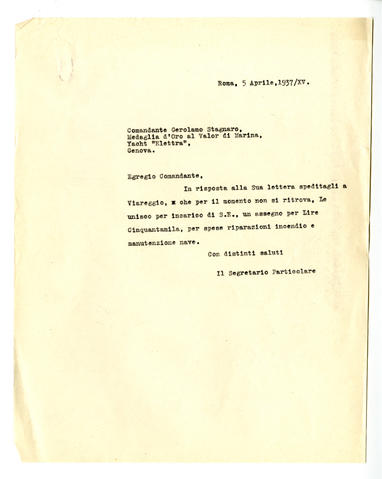 Roma, 5 Aprile,1937/XV.
Comandante Gerolamo Stagnaro,
Medaglia d'Oro al Valor di Marina,
Yacht "Elettra",
Genova.
Egregio Comandante,
In risposta alla Sua lettera speditagli a
Viareggio, x che per il momento non si ritrova, Le
unisco per incarico di S.E., un assegno per Lire
Cinquantamila, per spese riparazioni incendio e
manutenzione nave.
Con distinti saluti
Il Segretario Particolare